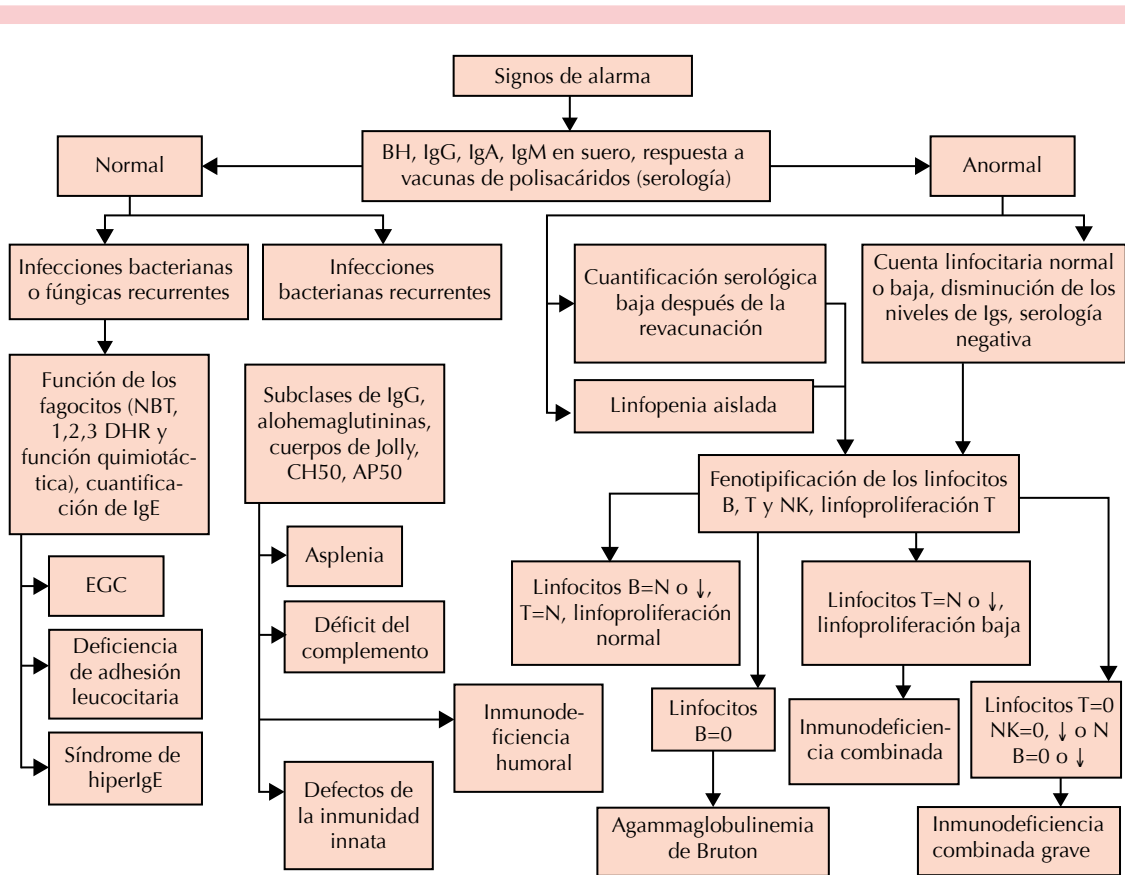 Signos de alarma
BH, IgG, IgA, IgM en suero, respuesta a
vacunas de polisacáridos (serología)
Normal
Anormal
Infecciones bacterianas
o fúngicas recurrentes
Infecciones
bacterianas recurrentes
Cuantificación serológica
baja después de la
revacunación
Cuenta linfocitaria normal
o baja, disminución de los
niveles de Igs, serología
negativa
Función de los
fagocitos (NBT,
1,2,3 DHR y
función quimiotác-
tica), cuantifica-
ción de IgE
Subclases de IgG,
alohemaglutininas,
cuerpos de Jolly,
CH50, AP50
Linfopenia aislada
Fenotipificación de los linfocitos
B, T y NK, linfoproliferación T
EGC
Deficiencia
de adhesión
leucocitaria
Síndrome de
hiperIgE
Asplenia
Déficit del
complemento
Inmunode-
ficiencia
humoral
Defectos de
la inmunidad
innata
Linfocitos B=N o ↓,
T=N, linfoproliferación
normal
Linfocitos
B=0
Agammaglobulinemia
de Bruton
Linfocitos T=N o ↓,
linfoproliferación baja
Inmunodeficien-
cia combinada
Linfocitos T=0
NK=0, ↓ o N
B=0 o ↓
Inmunodeficiencia
combinada grave